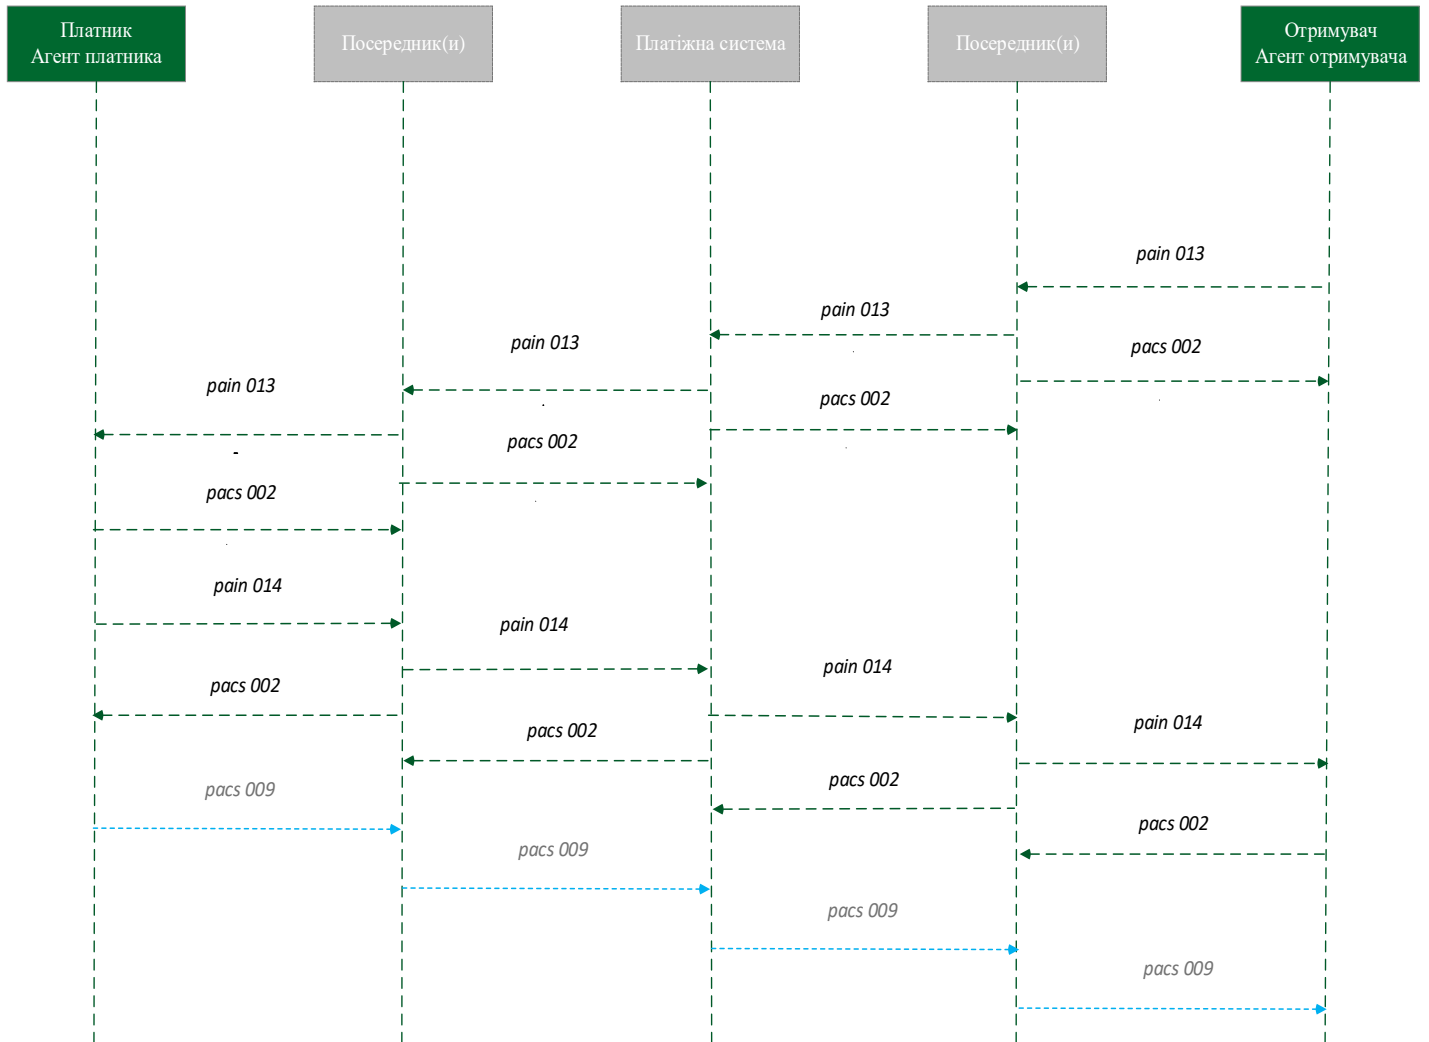 Платник
Агент платника
Посередник(и)
Платіжна система
Посередник(и)
Отримувач
Агент отримувача
pain 013
pain 013
pain 013
pacs 002
pain 013
pacs 002
pacs 002
pacs 002
pain 014
pain 014
pain 014
pacs 002
pain 014
pacs 002
pacs 002
pacs 009
pacs 002
pacs 009
pacs 009
pacs 009